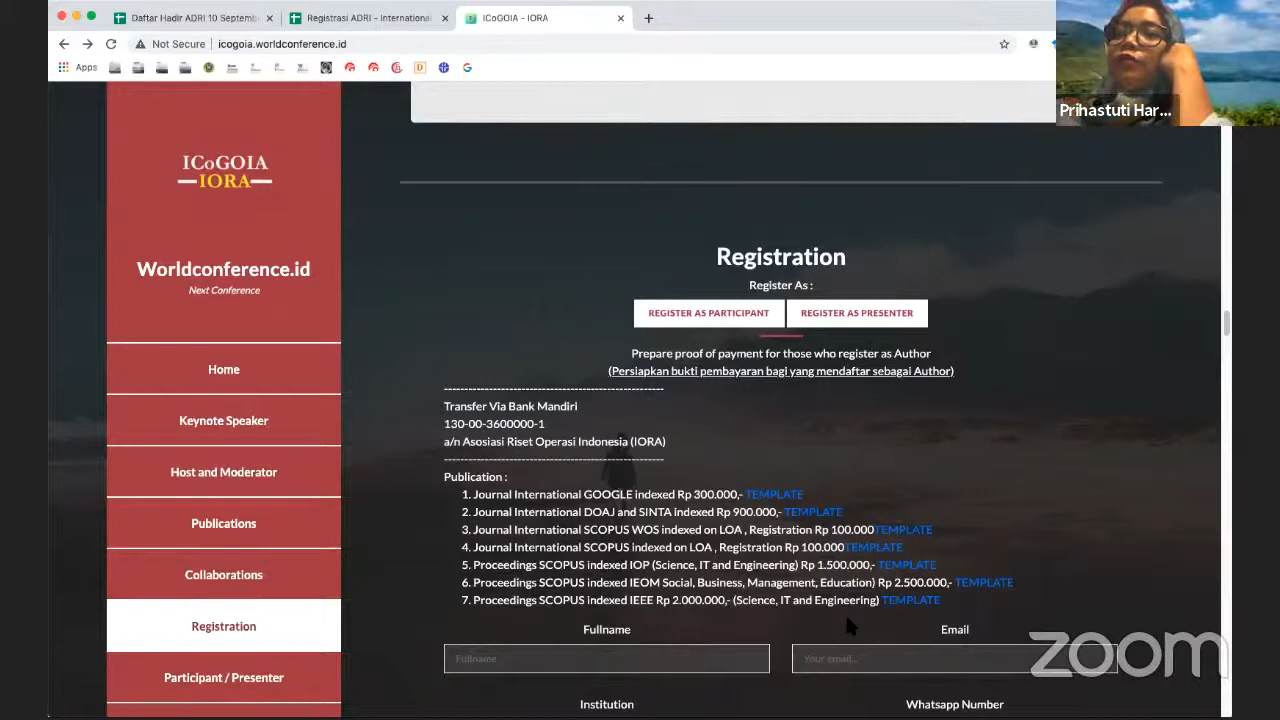 Daftar Hadir ADRI 10 Septemb
Registrasi ADRI - International
ICoGOIA - IORA
Not Secure
icogoia.worldconference.id
Apps
Prihastuti Har...
ICoGOIA
IORA
Worldconference.id
Next Conference
Home
Keynote Speaker
Host and Moderator
Publications
Collaborations
Registration
Participant / Presenter
Registration
Register As :
REGISTER AS PARTICIPANT
REGISTER AS PRESENTER
Prepare proof of payment for those who register as Author
(Persiapkan bukti pembayaran bagi yang mendaftar sebagai Author)
------------------------------------------------------
Transfer Via Bank Mandiri
130-00-3600000-1
a/n Asosiasi Riset Operasi Indonesia (IORA)
------------------------------------------------------
Publication :
1. Journal International GOOGLE indexed Rp 300.000,- TEMPLATE
2. Journal International DOAJ and SINTA indexed Rp 900.000,- TEMPLATE
3. Journal International SCOPUS WOS indexed on LOA , Registration Rp 100.000TEMPLATE
4. Journal International SCOPUS indexed on LOA , Registration Rp 100.000TEMPLATE
5. Proceedings SCOPUS indexed IOP (Science, IT and Engineering) Rp 1.500.000,- TEMPLATE
6. Proceedings SCOPUS indexed IEOM Social, Business, Management, Education) Rp 2.500.000,- TEMPLATE
7. Proceedings SCOPUS indexed IEEE Rp 2.000.000,- (Science, IT and Engineering) TEMPLATE
Fullname
Email
Fullname
Your email...
Institution
Whatsapp Number
zoom